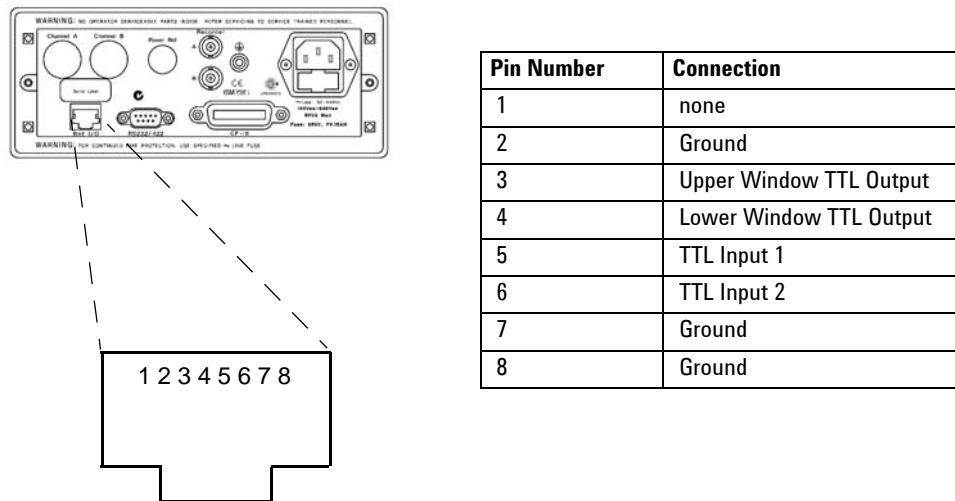 WARNING: NO OPERATOR SERVICEABLE PARTS INSIDE. REFER SERVICING TO SERVICE TRAINED PERSONNEL.
Channel A
Channel B
Power Ref
Recorder
A
B
Serial Label
Rmt I/O
RS232/422
GP-IB
WARNING: FOR CONTINUED FIRE PROTECTION, USE SPECIFIED LINE FUSE
1 2 3 4 5 6 7 8
Pin Number Connection
1 none
2 Ground
3 Upper Window TTL Output
4 Lower Window TTL Output
5 TTL Input 1
6 TTL Input 2
7 Ground
8 Ground